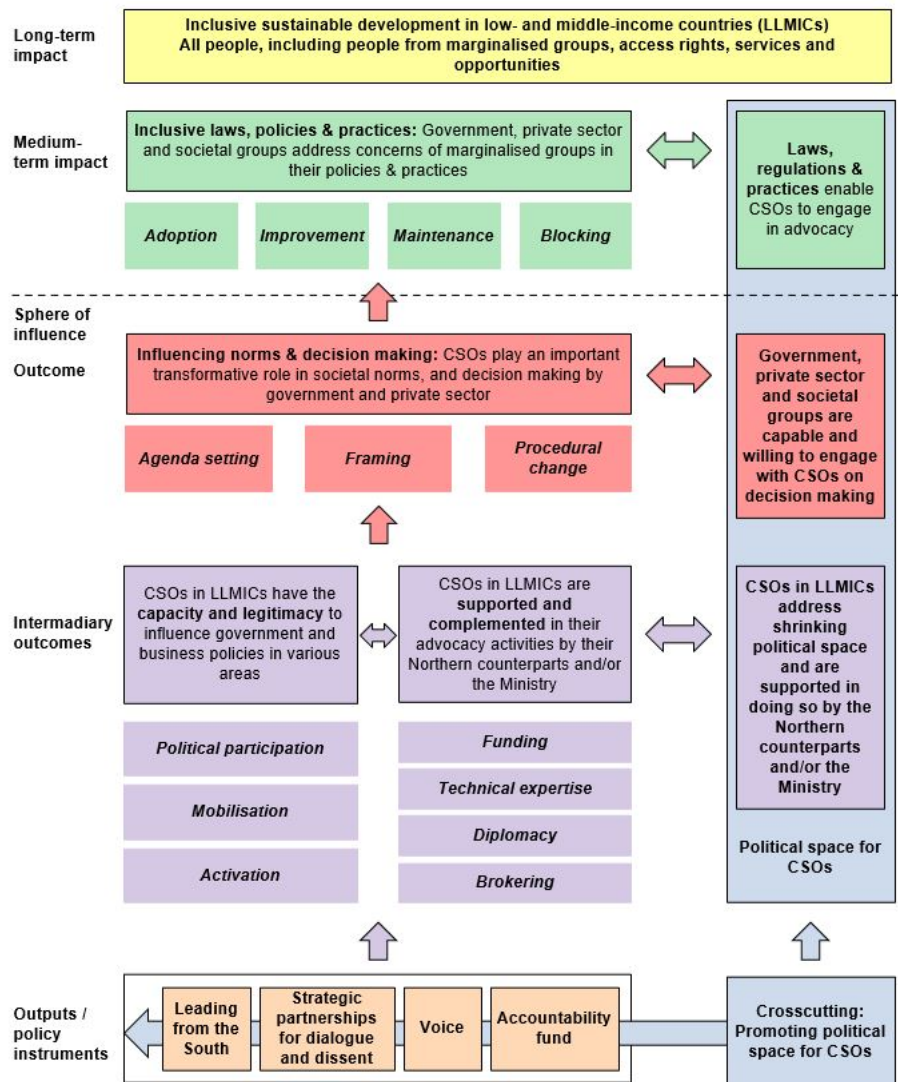 Long-term
impact
Inclusive sustainable development in low- and middle-income countries (LLMICs)
All people, including people from marginalised groups, access rights, services and
opportunities
Medium-
term impact
Inclusive laws, policies & practices: Government, private sector
and societal groups address concerns of marginalised groups in
their policies & practices
Laws,
regulations &
practices enable
CSOs to engage
in advocacy
Adoption
Improvement
Maintenance
Blocking
Sphere of
influence
Outcome
Influencing norms & decision making: CSOs play an important
transformative role in societal norms, and decision making by
government and private sector
Government,
private sector
and societal
groups are
capable and
willing to engage
with CSOs on
decision making
Agenda setting
Framing
Procedural
change
Intermadiary
outcomes
CSOs in LLMICs have the
capacity and legitimacy to
influence government and
business policies in various
areas
CSOs in LLMICs are
supported and
complemented in their
advocacy activities by their
Northern counterparts and/or
the Ministry
CSOs in LLMICs
address
shrinking
political space
and are
supported in
doing so by the
Northern
counterparts
and/or the
Ministry
Political participation
Mobilisation
Activation
Funding
Technical expertise
Diplomacy
Brokering
Political space for
CSOs
Outputs /
policy
instruments
Leading
from the
South
Strategic
partnerships
for dialogue
and dissent
Voice
Accountability
fund
Crosscutting:
Promoting political
space for CSOs